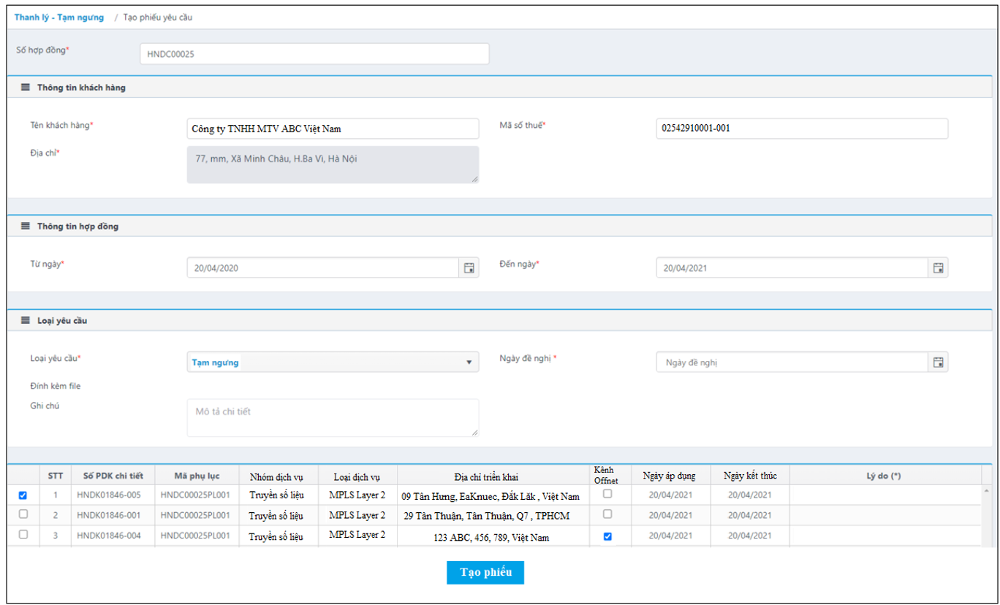 Thanh lý - Tạm ngưng / Tạo phiếu yêu cầu
Số hợp đồng* HNDC00025
Thông tin khách hàng
Tên khách hàng* Công ty TNHH MTV ABC Việt Nam Mã số thuế* 02542910001-001
Địa chỉ* 77, mm, Xã Minh Châu, H.Ba Vì, Hà Nội
Thông tin hợp đồng
Từ ngày* 20/04/2020 Đến ngày* 20/04/2021
Loại yêu cầu
Loại yêu cầu* Tạm ngưng Ngày đề nghị * Ngày đề nghị
Đính kèm file
Ghi chú Mô tả chi tiết
STT Số PDK chi tiết Mã phụ lục Nhóm dịch vụ Loại dịch vụ Địa chỉ triển khai Kênh Offnet Ngày áp dụng Ngày kết thúc Lý do (*)
1 HNDK01846-005 HNDC00025PL001 Truyền số liệu MPLS Layer 2 09 Tân Hưng, EaKnuec, Đắk Lăk , Việt Nam 20/04/2021 20/04/2021
2 HNDK01846-001 HNDC00025PL001 Truyền số liệu MPLS Layer 2 29 Tân Thuận, Tân Thuận, Q7 , TPHCM 20/04/2021 20/04/2021
3 HNDK01846-004 HNDC00025PL001 Truyền số liệu MPLS Layer 2 123 ABC, 456, 789, Việt Nam 20/04/2021 20/04/2021
Tạo phiếu